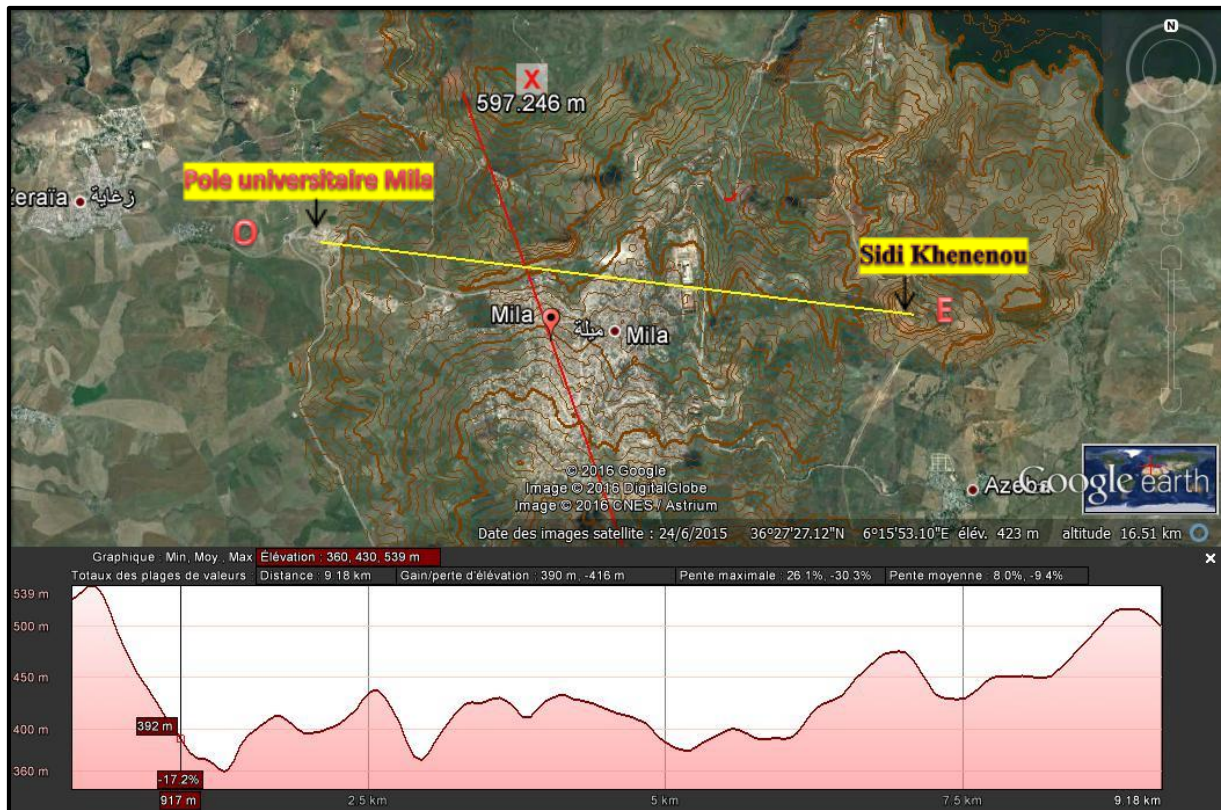 N
X
597.246 m
Pole universitaire Mila
زغاية
eraïa
O
Sidi Khenenou
E
Mila
ميلة
Mila
© 2016 Google
Image © 2016 DigitalGlobe
Image © 2016 CNES / Astrium
Azeba
Google earth
Date des images satellite : 24/6/2015 36°27'27.12"N 6°15'53.10"E élév. 423 m altitude 16.51 km
Graphique : Min, Moy , Max Élévation : 360, 430, 539 m
Totaux des plages de valeurs : Distance : 9.18 km Gain/perte d'élévation : 390 m, -416 m Pente maximale : 26.1%, -30.3% Pente moyenne : 8.0%, -9.4%
539 m
500 m
450 m
400 m
360 m
392 m
-17.2%
917 m
2.5 km
5 km
7.5 km
9.18 km